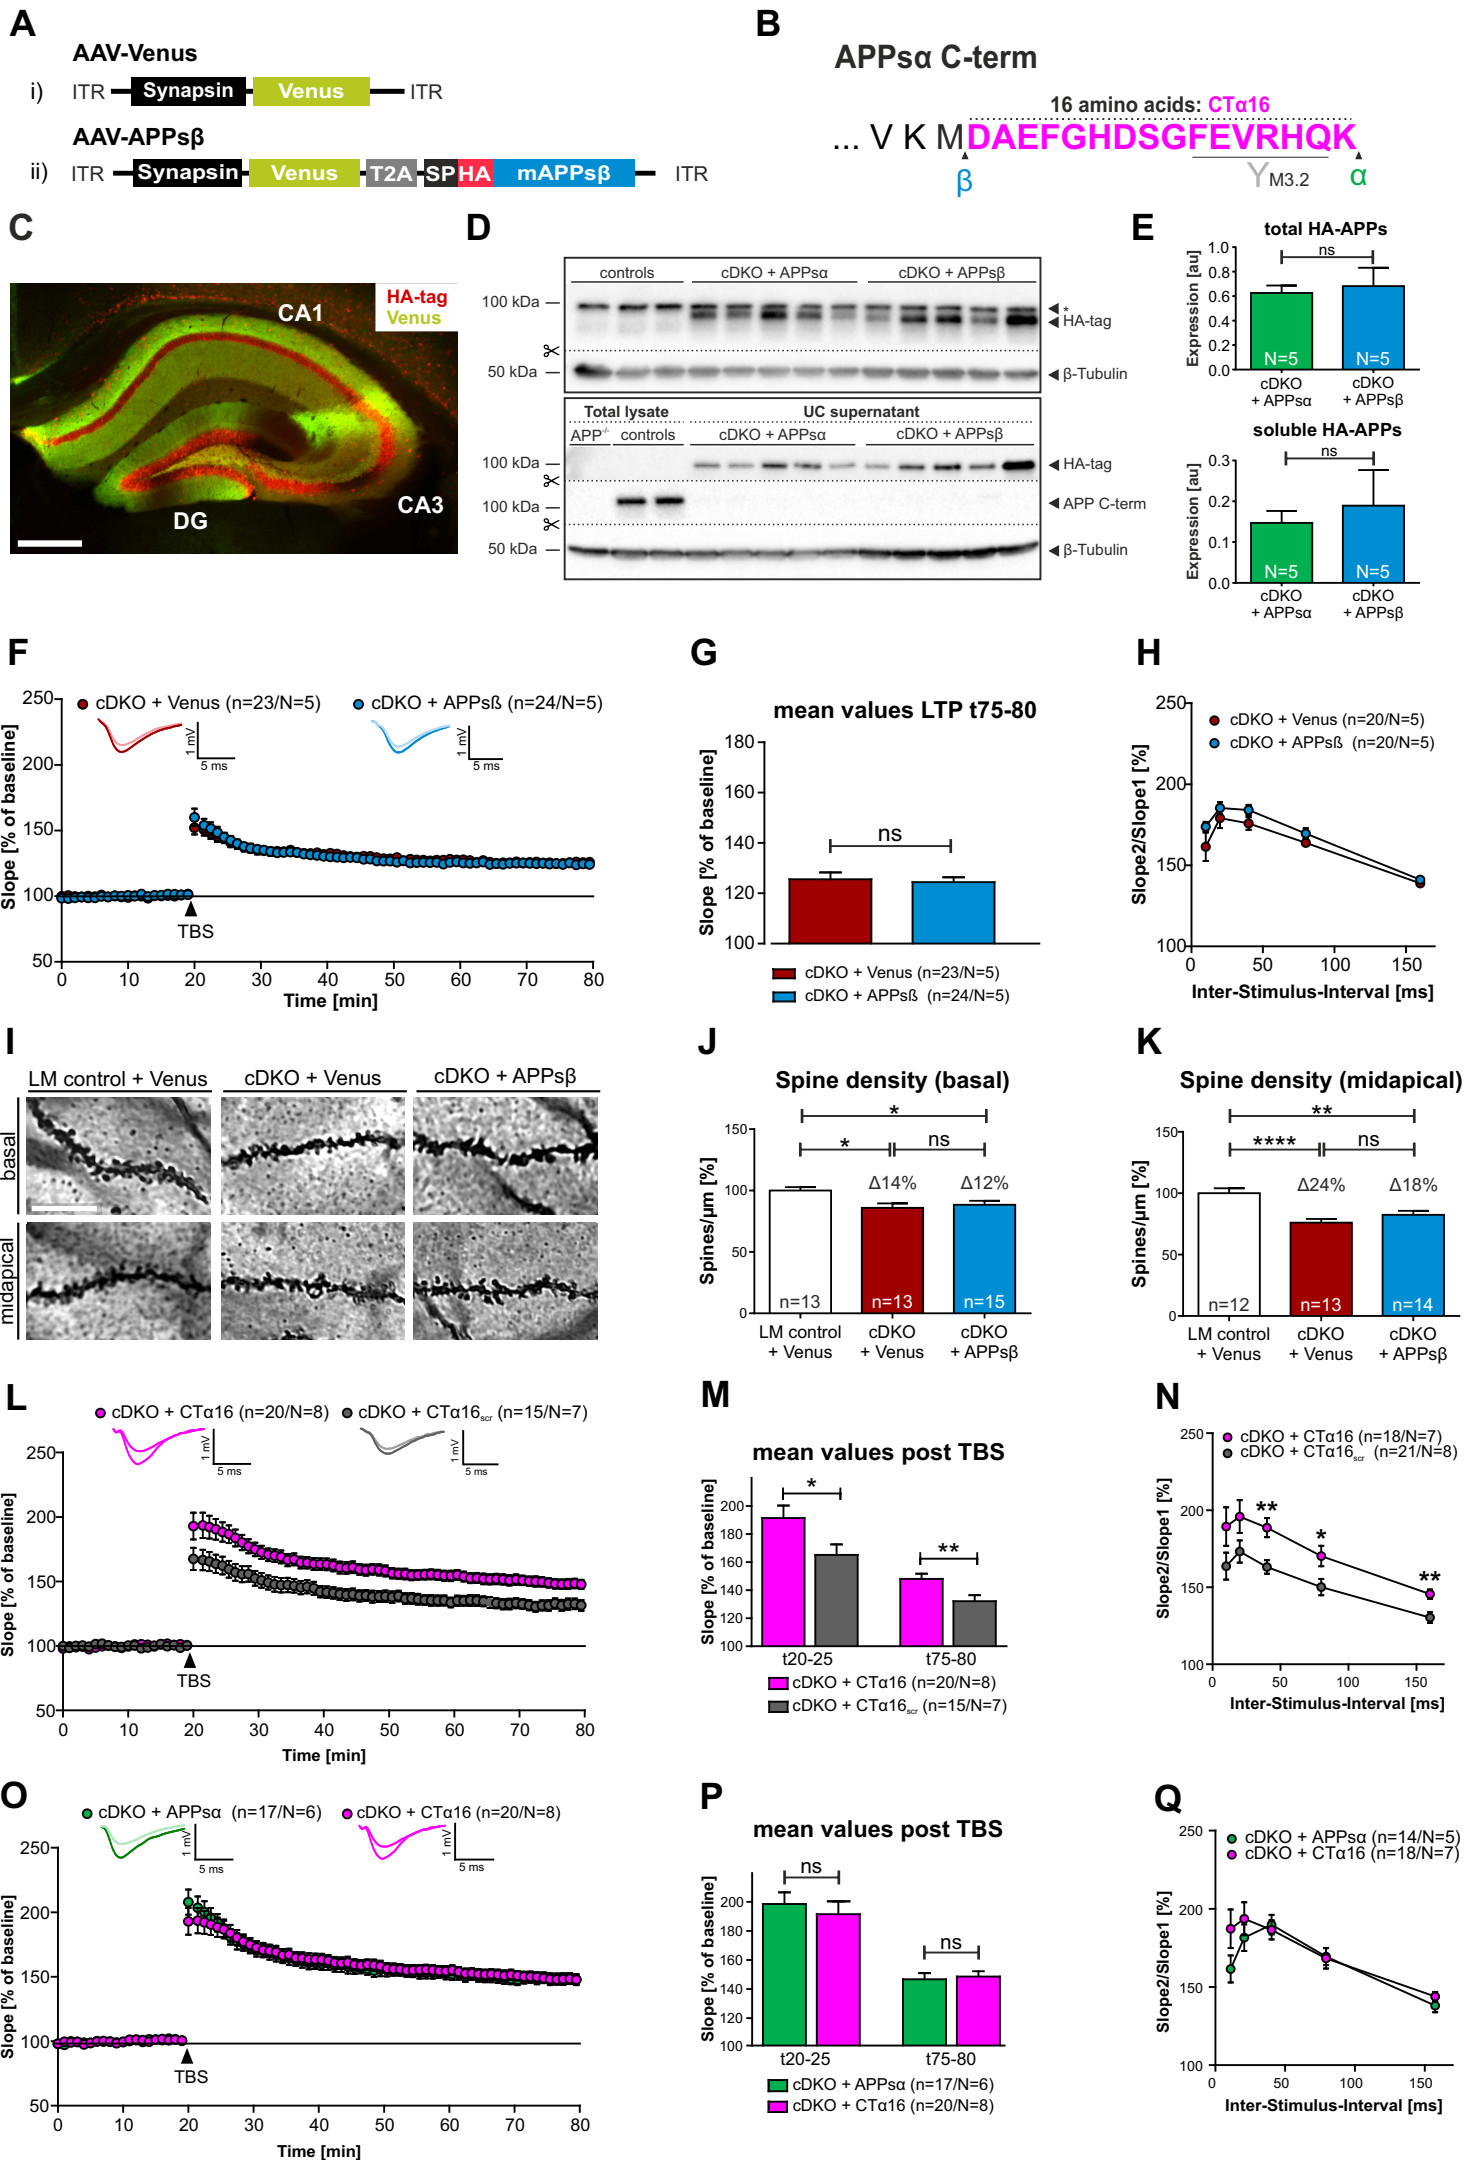 A
AAV-Venus
i) ITR Synapsin Venus ITR
AAV-APPsβ
ii) ITR Synapsin Venus T2A SP HA mAPPsβ ITR
B
APPsα C-term
16 amino acids: CTα16
... V K M DAEFGHDSGFEVRHQK
β Y M3.2 α
C
HA-tag
Venus
CA1
CA3
DG
D
controls cDKO + APPsα cDKO + APPsβ
100 kDa
*
HA-tag
50 kDa
β-Tubulin
Total lysate UC supernatant
APP-/- controls cDKO + APPsα cDKO + APPsβ
100 kDa
HA-tag
100 kDa
APP C-term
50 kDa
β-Tubulin
E
total HA-APPs
Expression [au]
1.0
0.8
0.6
0.4
0.2
0.0
ns
N=5 N=5
cDKO + APPsα
cDKO + APPsβ
soluble HA-APPs
Expression [au]
0.3
0.2
0.1
0.0
ns
N=5 N=5
cDKO + APPsα
cDKO + APPsβ
F
cDKO + Venus (n=23/N=5) cDKO + APPsß (n=24/N=5)
1 mV
5 ms
1 mV
5 ms
Slope [% of baseline]
250
200
150
100
50
TBS
0 10 20 30 40 50 60 70 80
Time [min]
G
mean values LTP t75-80
Slope [% of baseline]
180
160
140
120
100
ns
cDKO + Venus (n=23/N=5)
cDKO + APPsß (n=24/N=5)
H
cDKO + Venus (n=20/N=5)
cDKO + APPsß (n=20/N=5)
Slope2/Slope1 [%]
250
200
150
100
0 50 100 150
Inter-Stimulus-Interval [ms]
I
LM control + Venus cDKO + Venus cDKO + APPsβ
basal
midapical
J
Spine density (basal)
Spines/µm [%]
150
100
50
0
*
* ns
Δ14% Δ12%
n=13 n=13 n=15
LM control + Venus
cDKO + Venus
cDKO + APPsβ
K
Spine density (midapical)
Spines/µm [%]
150
100
50
0
**
**** ns
Δ24% Δ18%
n=12 n=13 n=14
LM control + Venus
cDKO + Venus
cDKO + APPsβ
L
cDKO + CTα16 (n=20/N=8) cDKO + CTα16scr (n=15/N=7)
1 mV
5 ms
1 mV
5 ms
Slope [% of baseline]
250
200
150
100
50
TBS
0 10 20 30 40 50 60 70 80
Time [min]
M
mean values post TBS
Slope [% of baseline]
200
180
160
140
120
100
*
**
t20-25 t75-80
cDKO + CTα16 (n=20/N=8)
cDKO + CTα16scr (n=15/N=7)
N
cDKO + CTα16 (n=18/N=7)
cDKO + CTα16scr (n=21/N=8)
Slope2/Slope1 [%]
250
200
150
100
** * **
0 50 100 150
Inter-Stimulus-Interval [ms]
O
cDKO + APPsα (n=17/N=6) cDKO + CTα16 (n=20/N=8)
1 mV
5 ms
1 mV
5 ms
Slope [% of baseline]
250
200
150
100
50
TBS
0 10 20 30 40 50 60 70 80
Time [min]
P
mean values post TBS
Slope [% of baseline]
200
180
160
140
120
100
ns
ns
t20-25 t75-80
cDKO + APPsα (n=17/N=6)
cDKO + CTα16 (n=20/N=8)
Q
cDKO + APPsα (n=14/N=5)
cDKO + CTα16 (n=18/N=7)
Slope2/Slope1 [%]
250
200
150
100
0 50 100 150
Inter-Stimulus-Interval [ms]